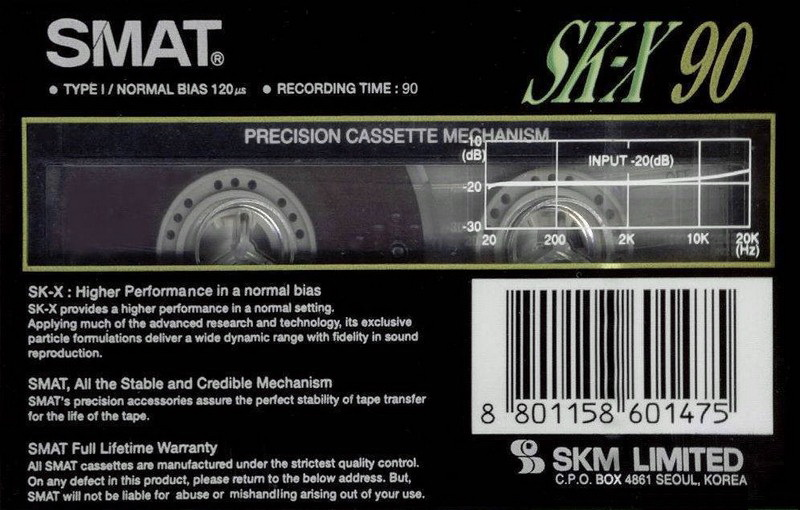 SMAT®
SK-X 90
• TYPE I / NORMAL BIAS 120μs • RECORDING TIME : 90
PRECISION CASSETTE MECHANISM
-10
(dB)
INPUT -20(dB)
-20
-30
20 200 2K 10K 20K
(Hz)
SK-X : Higher Performance in a normal bias
SK-X provides a higher performance in a normal setting.
Applying much of the advanced research and technology, its exclusive
particle formulations deliver a wide dynamic range with fidelity in sound
reproduction.
SMAT, All the Stable and Credible Mechanism
SMAT's precision accessories assure the perfect stability of tape transfer
for the life of the tape.
SMAT Full Lifetime Warranty
All SMAT cassettes are manufactured under the strictest quality control.
On any defect in this product, please return to the below address. But,
SMAT will not be liable for abuse or mishandling arising out of your use.
8 801158 601475
SKM LIMITED
C.P.O. BOX 4861 SEOUL, KOREA